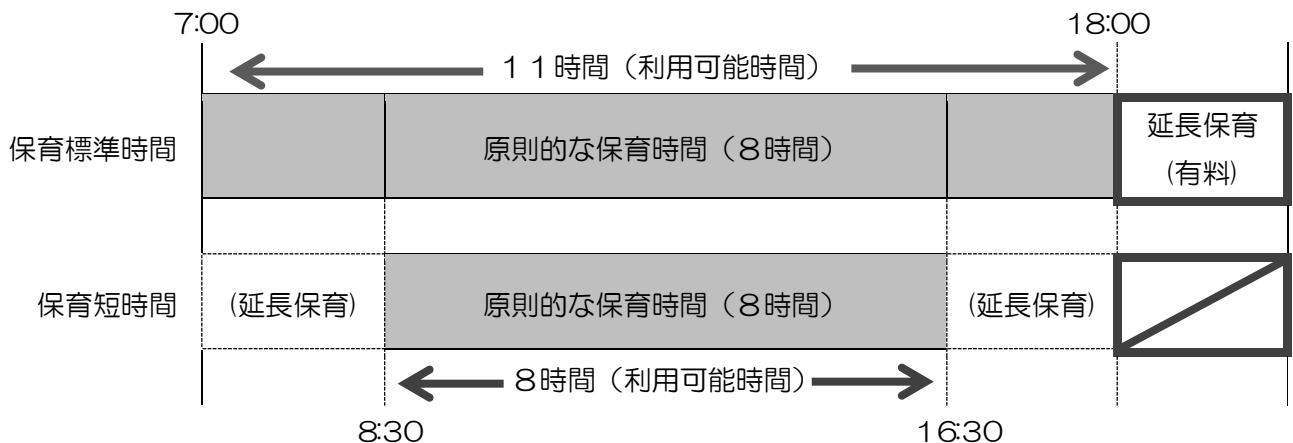 7:00
18:00
１１時間（利用可能時間）
保育標準時間
原則的な保育時間（８時間）
延長保育
(有料)
保育短時間
(延長保育)
原則的な保育時間（８時間）
(延長保育)
８時間（利用可能時間）
8:30
16:30